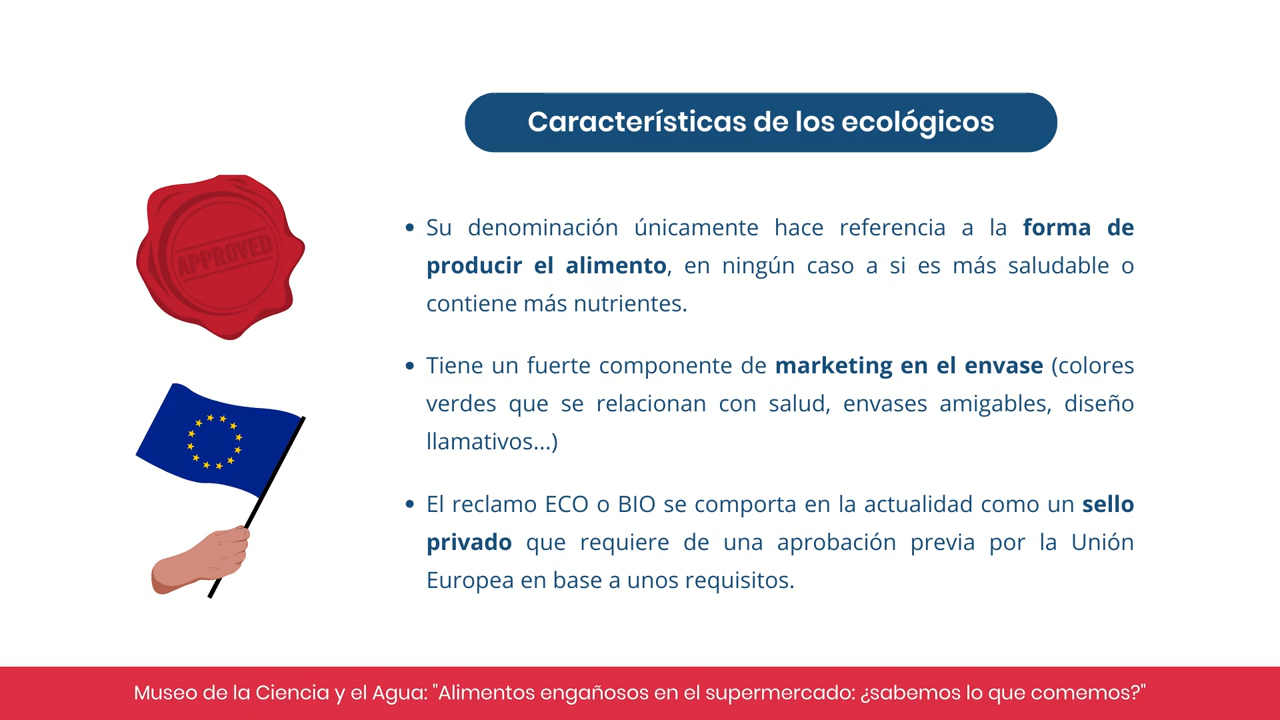 Características de los ecológicos
APPROVED
Su denominación únicamente hace referencia a la forma de
producir el alimento, en ningún caso a si es más saludable o
contiene más nutrientes.
Tiene un fuerte componente de marketing en el envase (colores
verdes que se relacionan con salud, envases amigables, diseño
llamativos...)
El reclamo ECO o BIO se comporta en la actualidad como un sello
privado que requiere de una aprobación previa por la Unión
Europea en base a unos requisitos.
Museo de la Ciencia y el Agua: "Alimentos engañosos en el supermercado: ¿sabemos lo que comemos?"